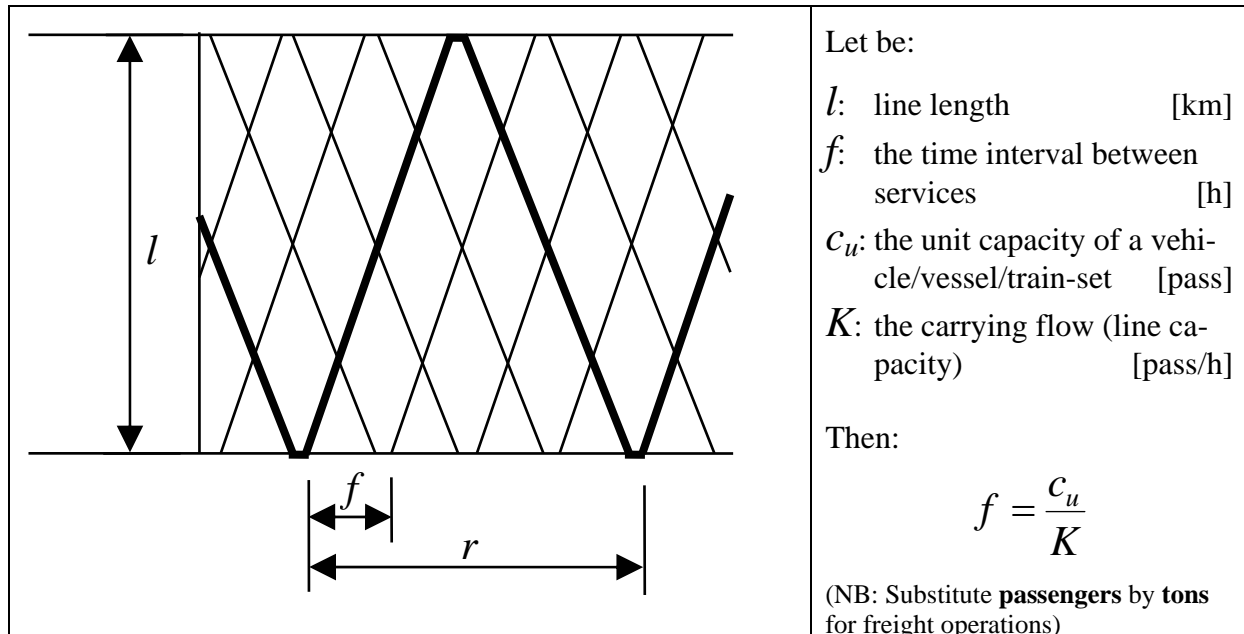 l
f
r
Let be:
l: line length [km]
f: the time interval between
services [h]
c_u: the unit capacity of a vehi-
cle/vessel/train-set [pass]
K: the carrying flow (line ca-
pacity) [pass/h]
Then:
f = c_u / K
(NB: Substitute passengers by tons
for freight operations)